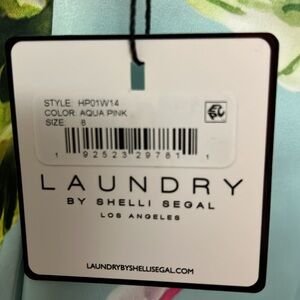 STYLE: HP01W14
COLOR: AQUA PINK
SIZE: 8
1 92523 29781 1
LAUNDRY
BY SHELLI SEGAL
LOS ANGELES
LAUNDRYBYSHELLISEGAL.COM